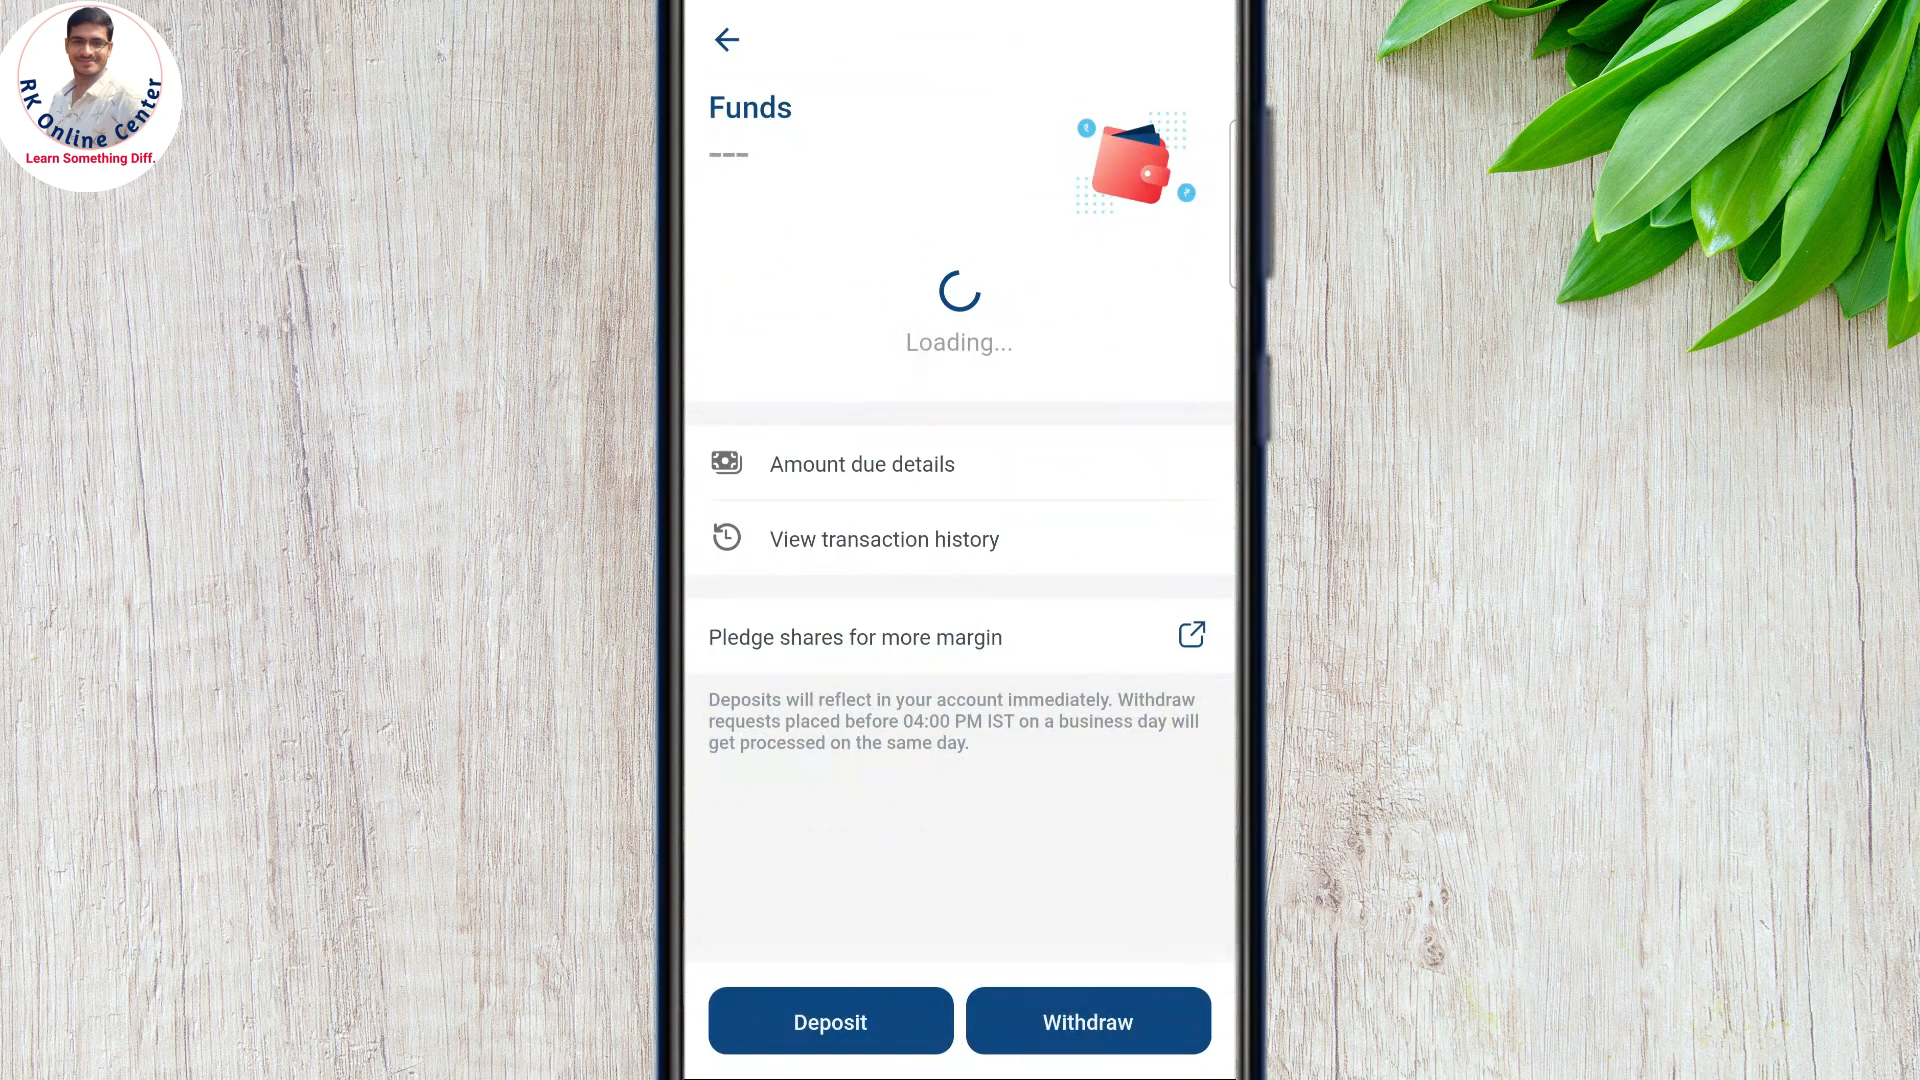 RK Online Center
Learn Something Diff.
Funds
---
Loading...
Amount due details
View transaction history
Pledge shares for more margin
Deposits will reflect in your account immediately. Withdraw
requests placed before 04:00 PM IST on a business day will
get processed on the same day.
Deposit
Withdraw